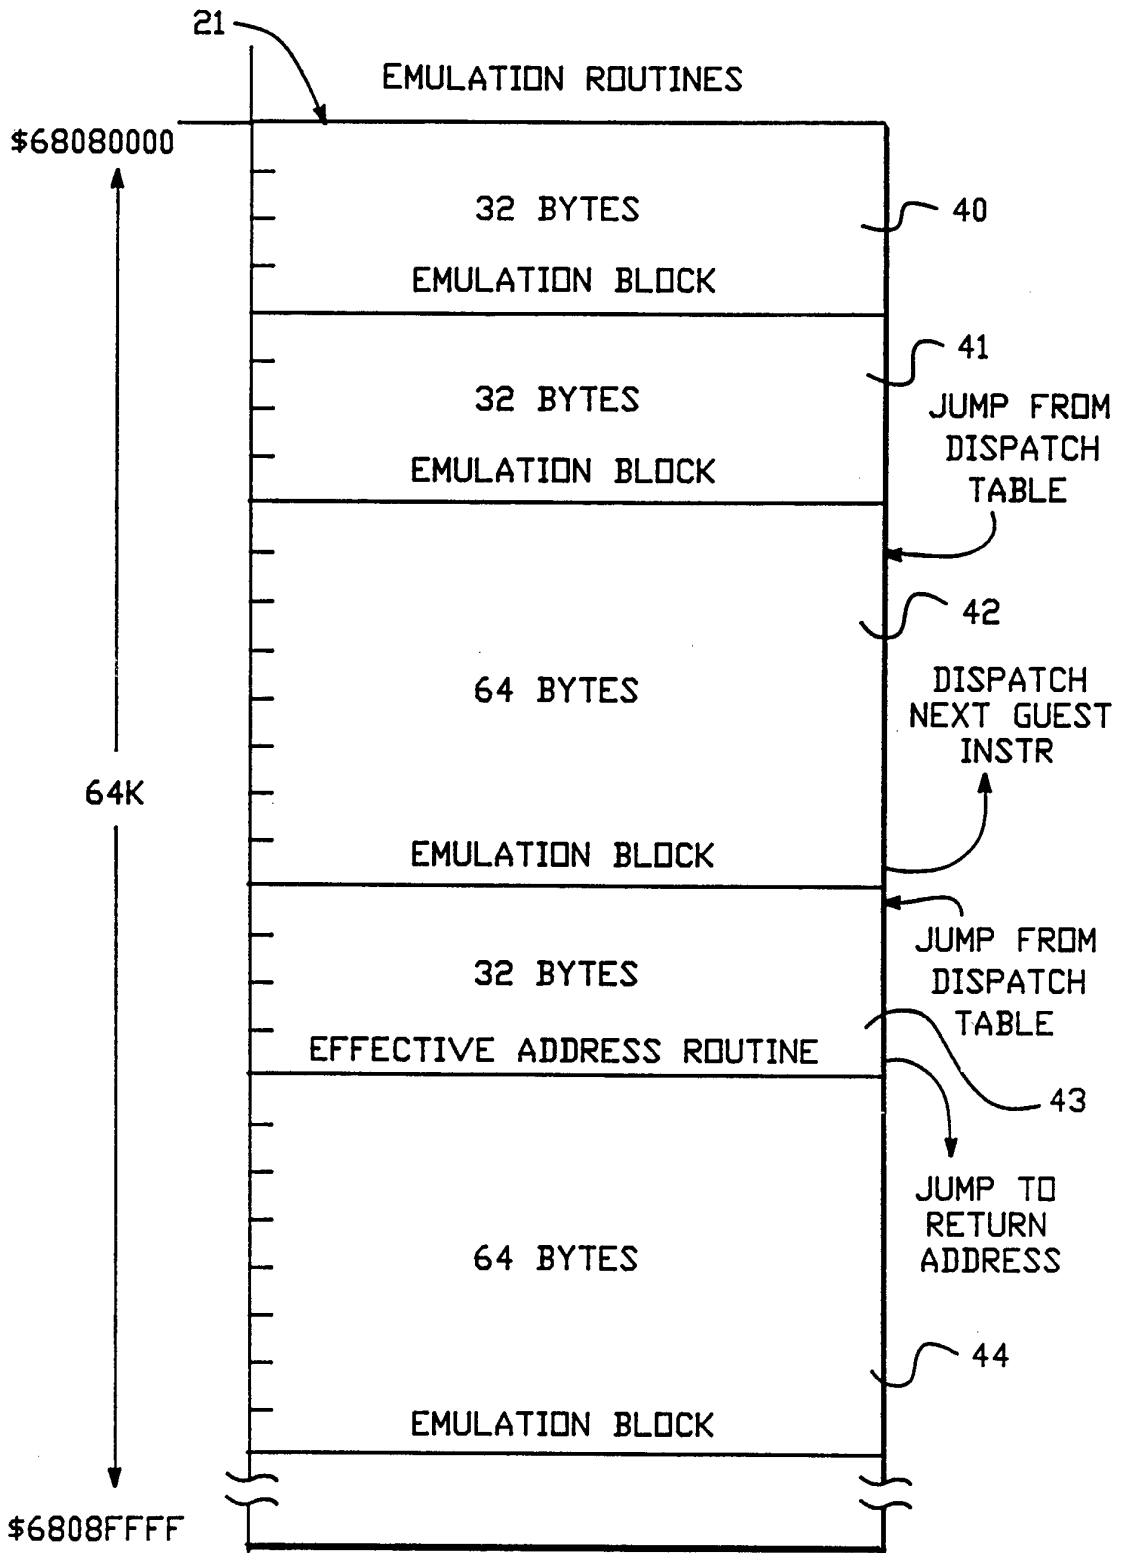 21
EMULATION ROUTINES
$68080000
32 BYTES
40
EMULATION BLOCK
41
32 BYTES
JUMP FROM
DISPATCH
TABLE
EMULATION BLOCK
42
64 BYTES
DISPATCH
NEXT GUEST
INSTR
64K
EMULATION BLOCK
JUMP FROM
DISPATCH
TABLE
32 BYTES
EFFECTIVE ADDRESS ROUTINE
43
JUMP TO
RETURN
ADDRESS
64 BYTES
44
EMULATION BLOCK
$6808FFFF